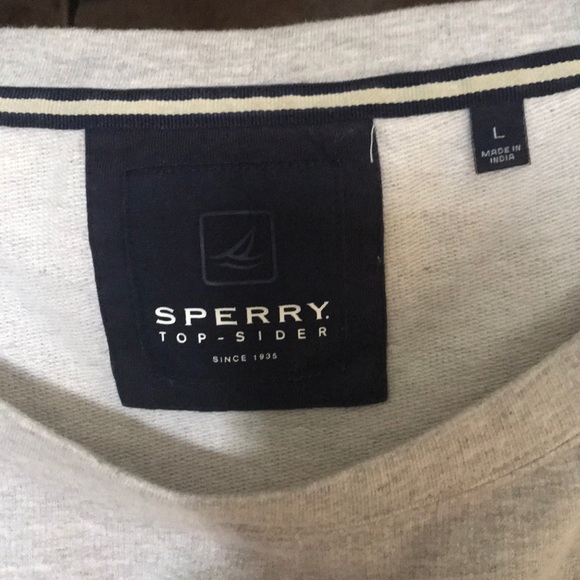 SPERRY.
TOP-SIDER
SINCE 1935
L
MADE IN
INDIA